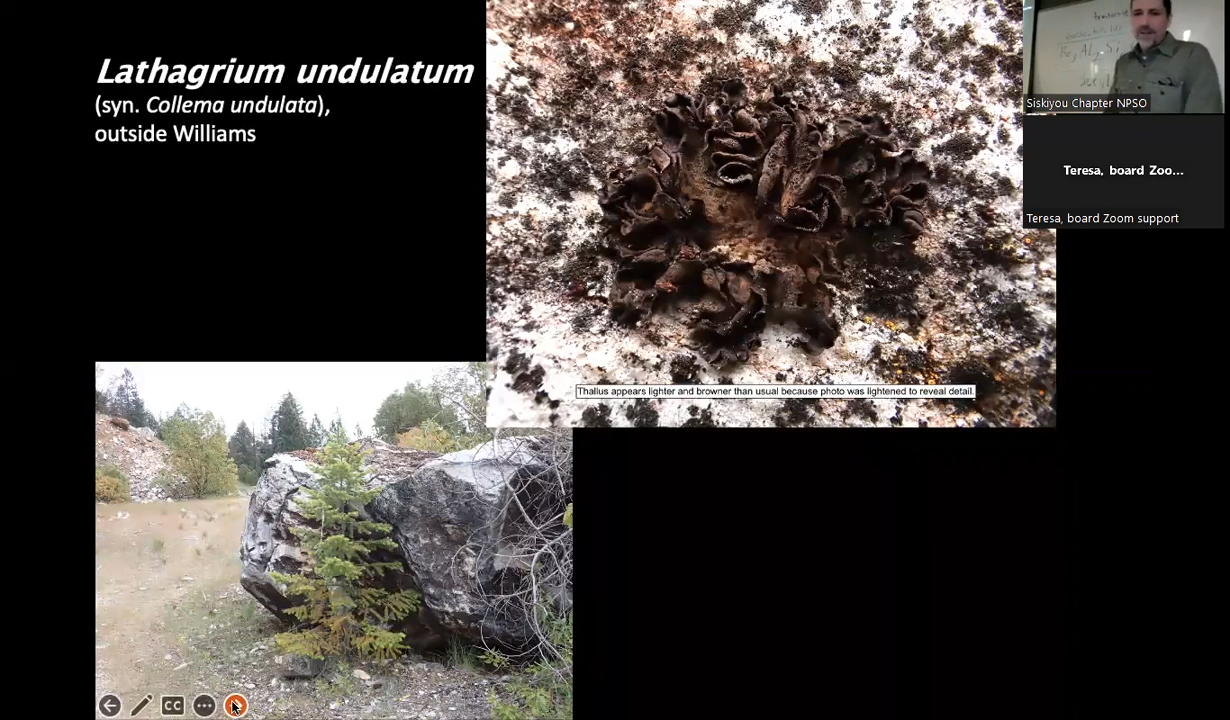 Lathagrium undulatum
(syn. Collema undulata),
outside Williams
Thallus appears lighter and browner than usual because photo was lightened to reveal detail.
Siskiyou Chapter NPSO
Teresa, board Zoo...
Teresa, board Zoom support
CC